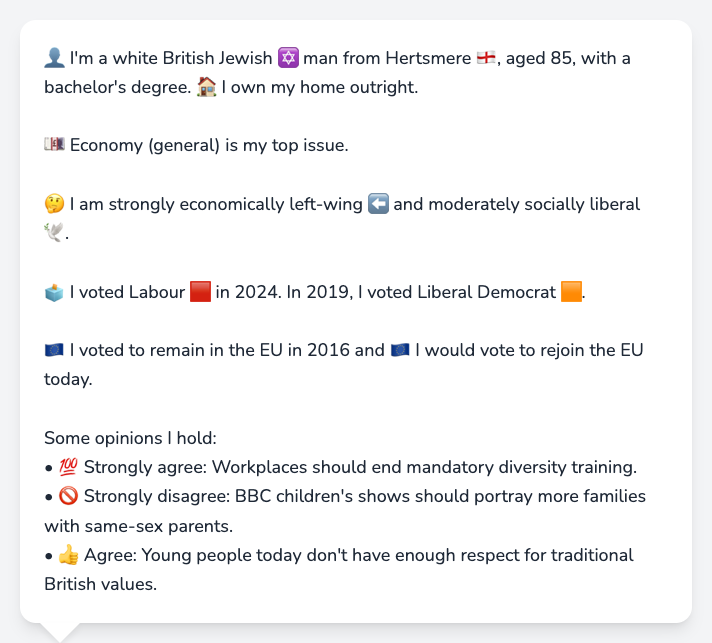 👤 I'm a white British Jewish ✡️ man from Hertsmere 🏴󠁧󠁢󠁥󠁮󠁧󠁿, aged 85, with a
bachelor's degree. 🏠 I own my home outright.
💷 Economy (general) is my top issue.
🤔 I am strongly economically left-wing ⬅️ and moderately socially liberal
🕊️.
🗳️ I voted Labour 🟥 in 2024. In 2019, I voted Liberal Democrat 🟧.
🇪🇺 I voted to remain in the EU in 2016 and 🇪🇺 I would vote to rejoin the EU
today.
Some opinions I hold:
• 💯 Strongly agree: Workplaces should end mandatory diversity training.
• 🚫 Strongly disagree: BBC children's shows should portray more families
with same-sex parents.
• 👍 Agree: Young people today don't have enough respect for traditional
British values.